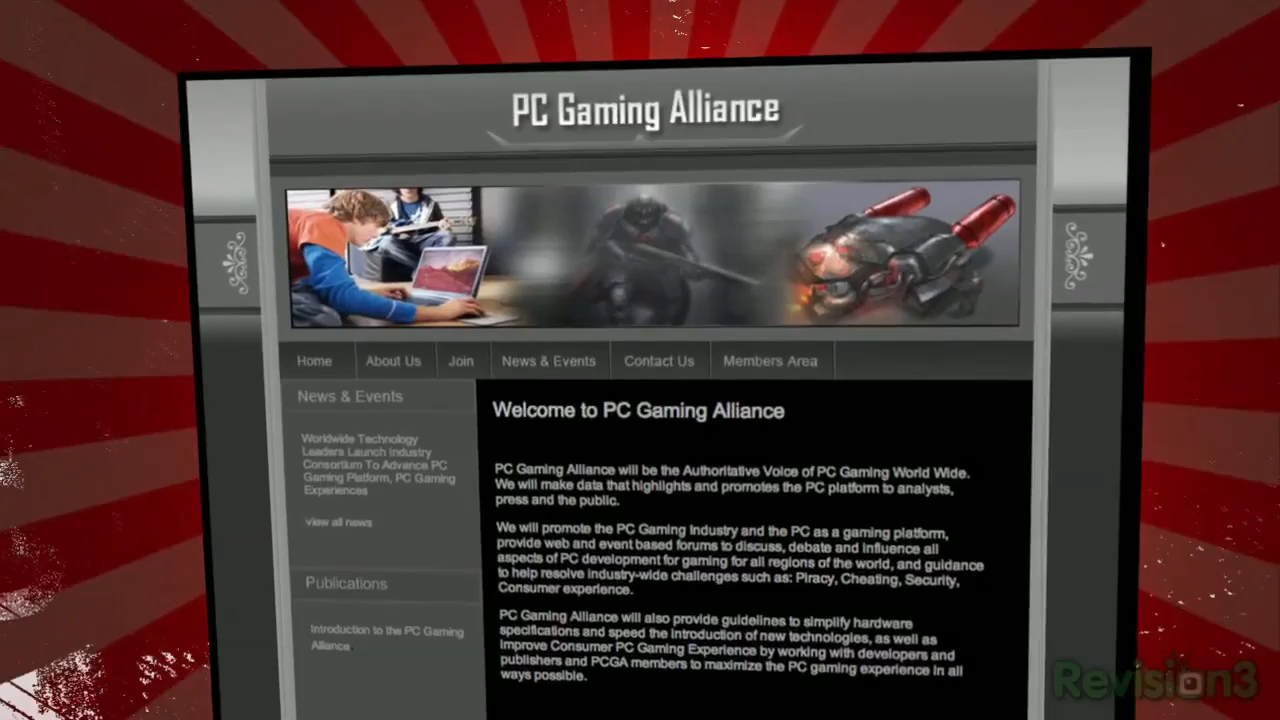 PC Gaming Alliance
Home
About Us
Join
News & Events
Contact Us
Members Area
News & Events
Worldwide Technology
Leaders Launch Industry
Consortium To Advance PC
Gaming Platform, PC Gaming
Experiences
View all news
Publications
Introduction to the PC Gaming
Alliance.
Welcome to PC Gaming Alliance
PC Gaming Alliance will be the Authoritative Voice of PC Gaming World Wide.
We will make data that highlights and promotes the PC platform to analysts,
press and the public.
We will promote the PC Gaming Industry and the PC as a gaming platform,
provide web and event based forums to discuss, debate and influence all
aspects of PC development for gaming for all regions of the world, and guidance
to help resolve industry-wide challenges such as: Piracy, Cheating, Security,
Consumer experience.
PC Gaming Alliance will also provide guidelines to simplify hardware
specifications and speed the introduction of new technologies, as well as
Improve Consumer PC Gaming Experience by working with developers and
publishers and PCGA members to maximize the PC gaming experience in all
ways possible.
Revision3